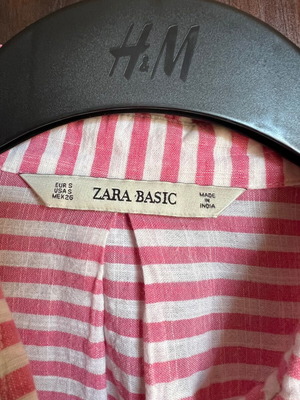 H&M
EUR S
USA S
MEX 26
ZARA BASIC
MADE
IN
INDIA